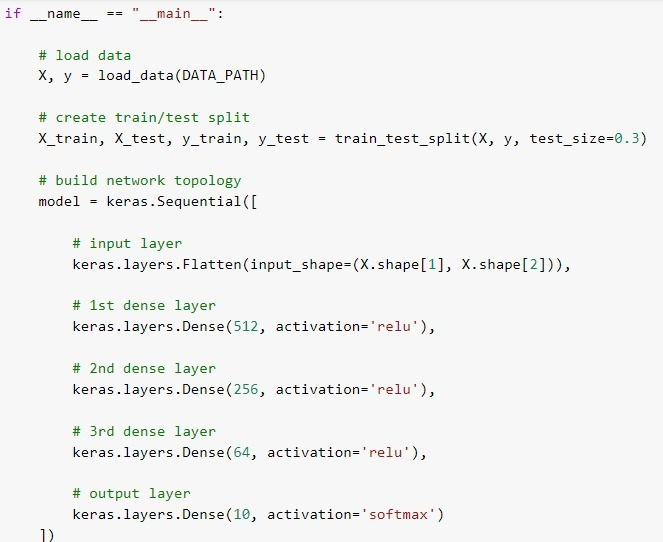 if __name__ == "__main__":
# load data
X, y = load_data(DATA_PATH)
# create train/test split
X_train, X_test, y_train, y_test = train_test_split(X, y, test_size=0.3)
# build network topology
model = keras.Sequential([
# input layer
keras.layers.Flatten(input_shape=(X.shape[1], X.shape[2])),
# 1st dense layer
keras.layers.Dense(512, activation='relu'),
# 2nd dense layer
keras.layers.Dense(256, activation='relu'),
# 3rd dense layer
keras.layers.Dense(64, activation='relu'),
# output layer
keras.layers.Dense(10, activation='softmax')
])